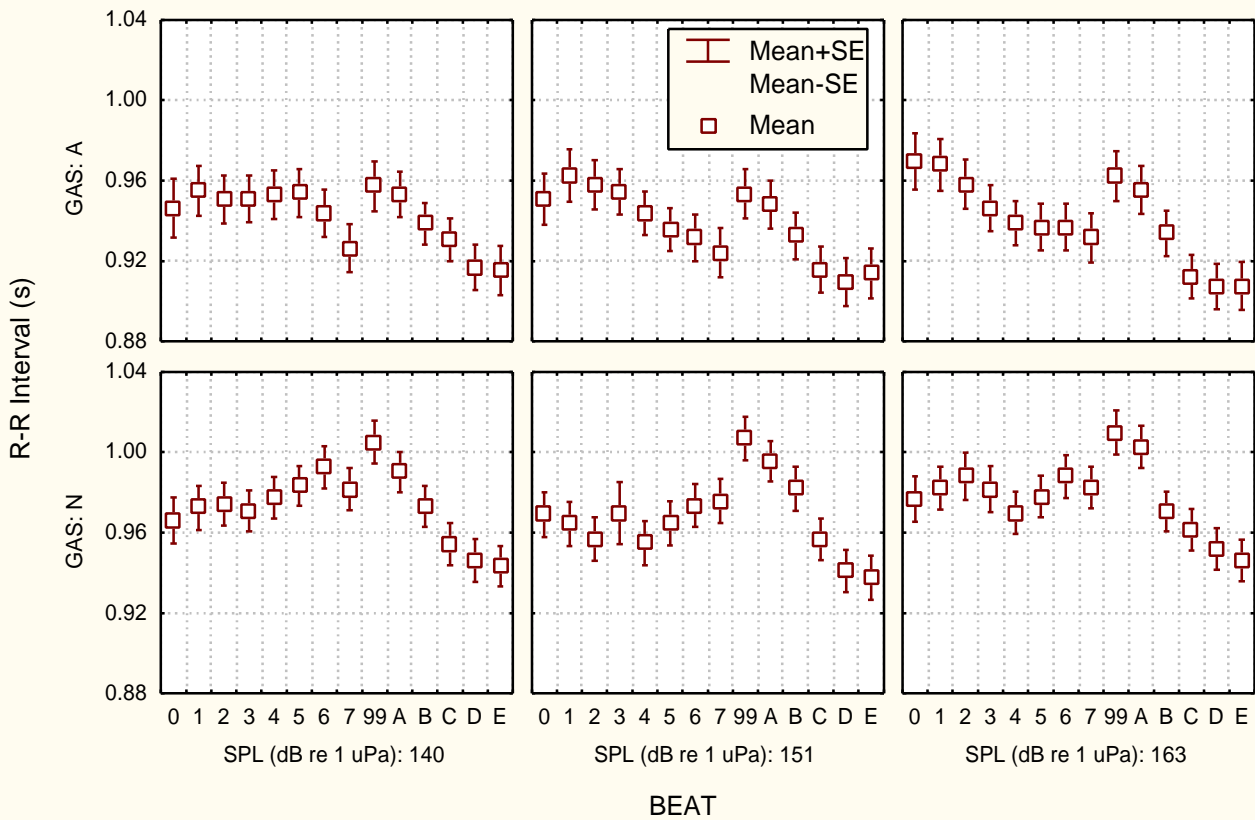 Mean+SE
Mean-SE
Mean
R-R Interval (s)
GAS: A
1.04
1.00
0.96
0.92
0.88
GAS: N
1.04
1.00
0.96
0.92
0.88
0 1 2 3 4 5 6 7 99 A B C D E
0 1 2 3 4 5 6 7 99 A B C D E
0 1 2 3 4 5 6 7 99 A B C D E
SPL (dB re 1 uPa): 140
SPL (dB re 1 uPa): 151
SPL (dB re 1 uPa): 163
BEAT